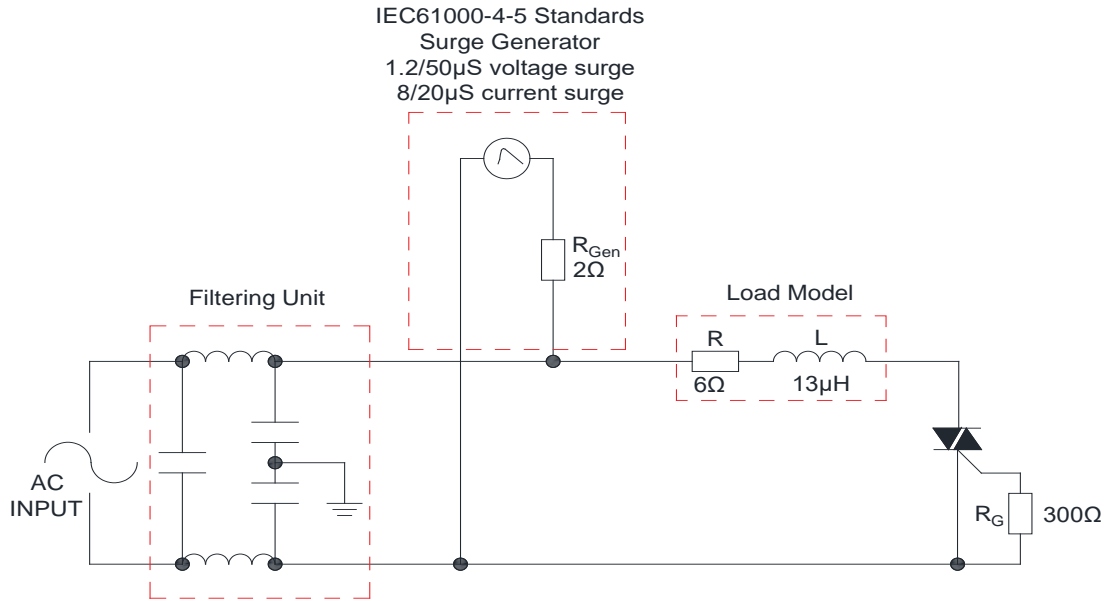 IEC61000-4-5 Standards
Surge Generator
1.2/50µS voltage surge
8/20µS current surge
R_Gen
2Ω
Filtering Unit
Load Model
R
L
6Ω
13µH
AC
INPUT
R_G
300Ω